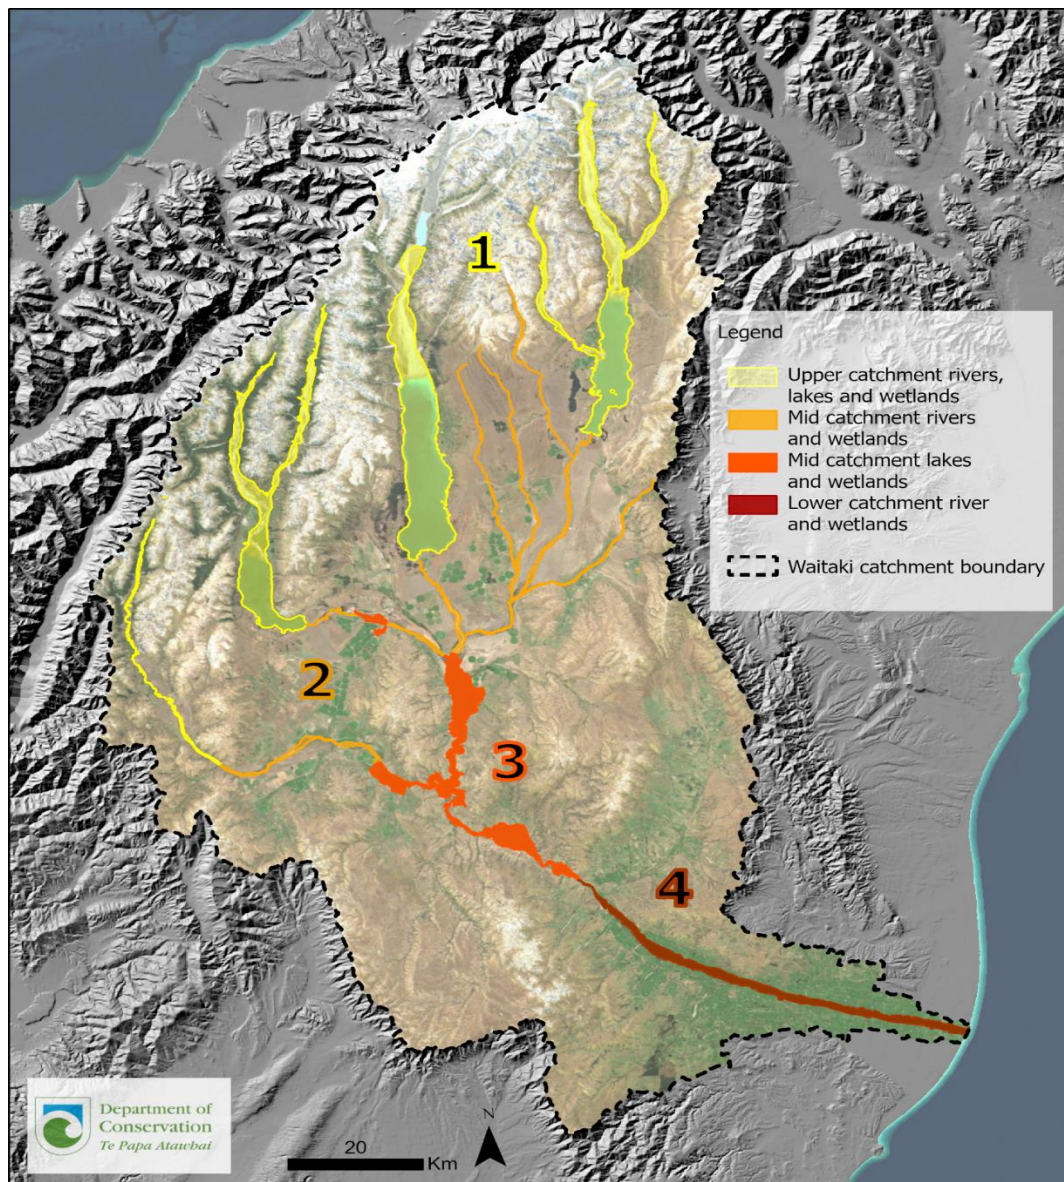 1
Legend
Upper catchment rivers,
lakes and wetlands
Mid catchment rivers
and wetlands
Mid catchment lakes
and wetlands
Lower catchment river
and wetlands
Waitaki catchment boundary
2
3
4
Department of
Conservation
Te Papa Atawhai
N
20
Km